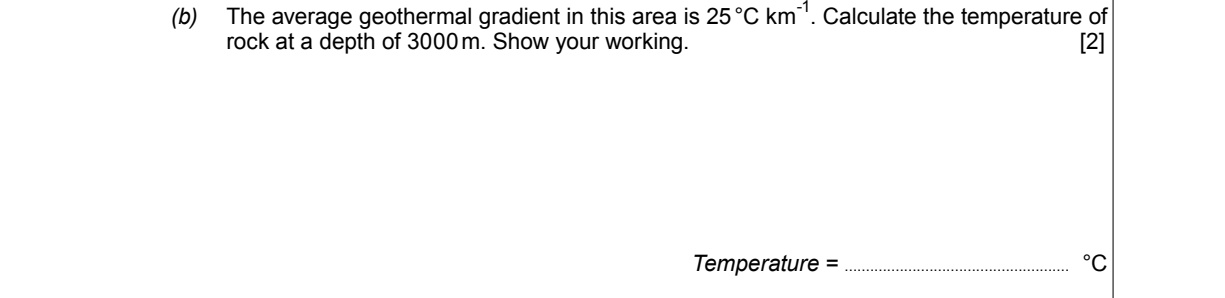 (b) The average geothermal gradient in this area is 25 °C km⁻¹. Calculate the temperature of
rock at a depth of 3000 m. Show your working. [2]
Temperature = ...................................................... °C